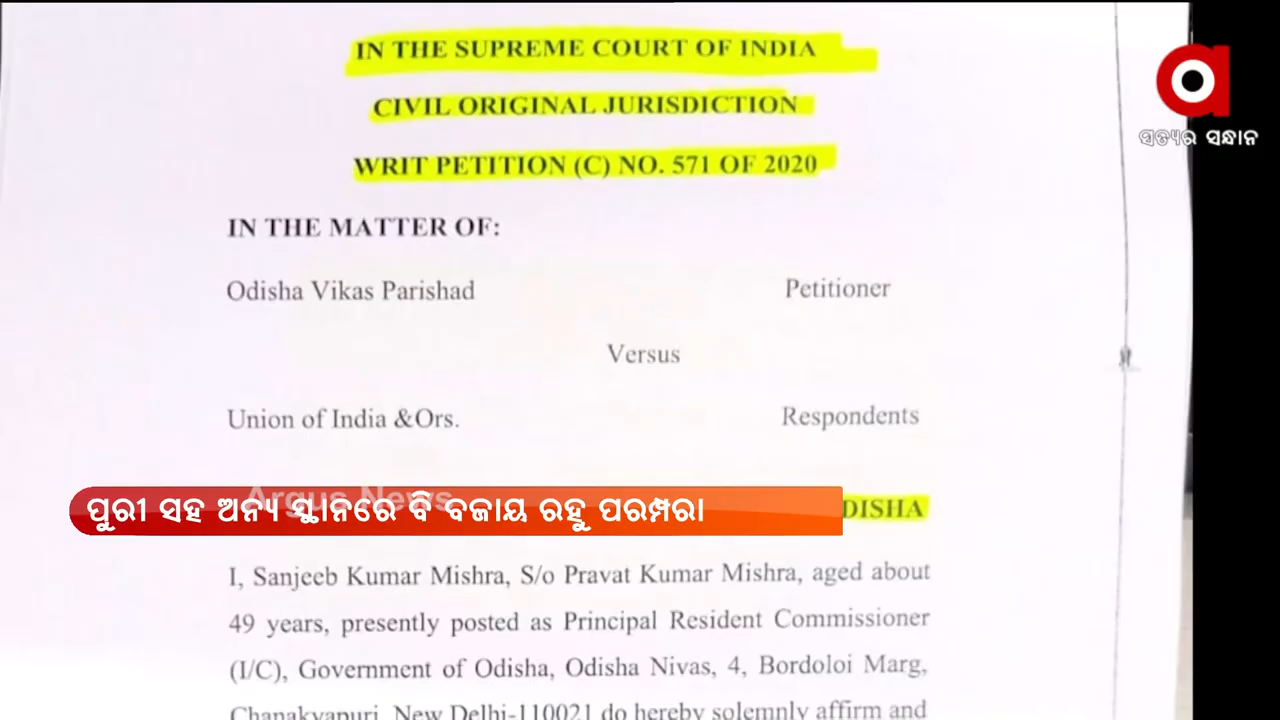 IN THE SUPREME COURT OF INDIA
CIVIL ORIGINAL JURISDICTION
WRIT PETITION (C) NO. 571 OF 2020
ସତ୍ୟର ସନ୍ଧାନ
IN THE MATTER OF:
Odisha Vikas Parishad Petitioner
Versus
Union of India &Ors. Respondents
Argus News
ପୁରୀ ସହ ଅନ୍ୟ ସ୍ଥାନରେ ବି ବଜାୟ ରହୁ ପରମ୍ପରା
DISHA
I, Sanjeeb Kumar Mishra, S/o Pravat Kumar Mishra, aged about
49 years, presently posted as Principal Resident Commissioner
(I/C), Government of Odisha, Odisha Nivas, 4, Bordoloi Marg,
Chanakyapuri, New Delhi-110021 do hereby solemnly affirm and